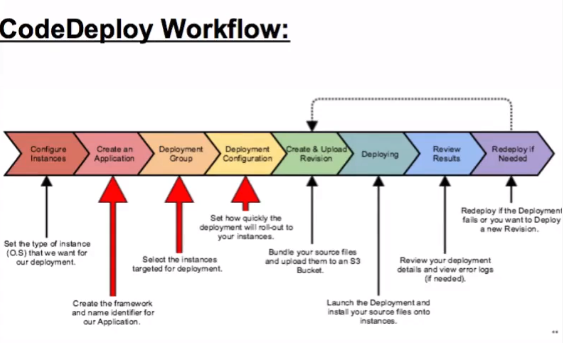 CodeDeploy Workflow:
Configure
Instances
Create an
Application
Deployment
Group
Deployment
Configuration
Create & Upload
Revision
Deploying
Review
Results
Redeploy if
Needed
Set the type of instance
(O.S) that we want for
our deployment.
Create the framework
and name identifier for
our Application.
Select the instances
targeted for deployment.
Set how quickly the
deployment will roll-out to
your instances.
Bundle your source files
and upload them to an S3
Bucket.
Launch the Deployment and
install your source files onto
instances.
Review your deployment
details and view error logs
(if needed).
Redeploy if the Deployment
fails or you want to Deploy
a new Revision.